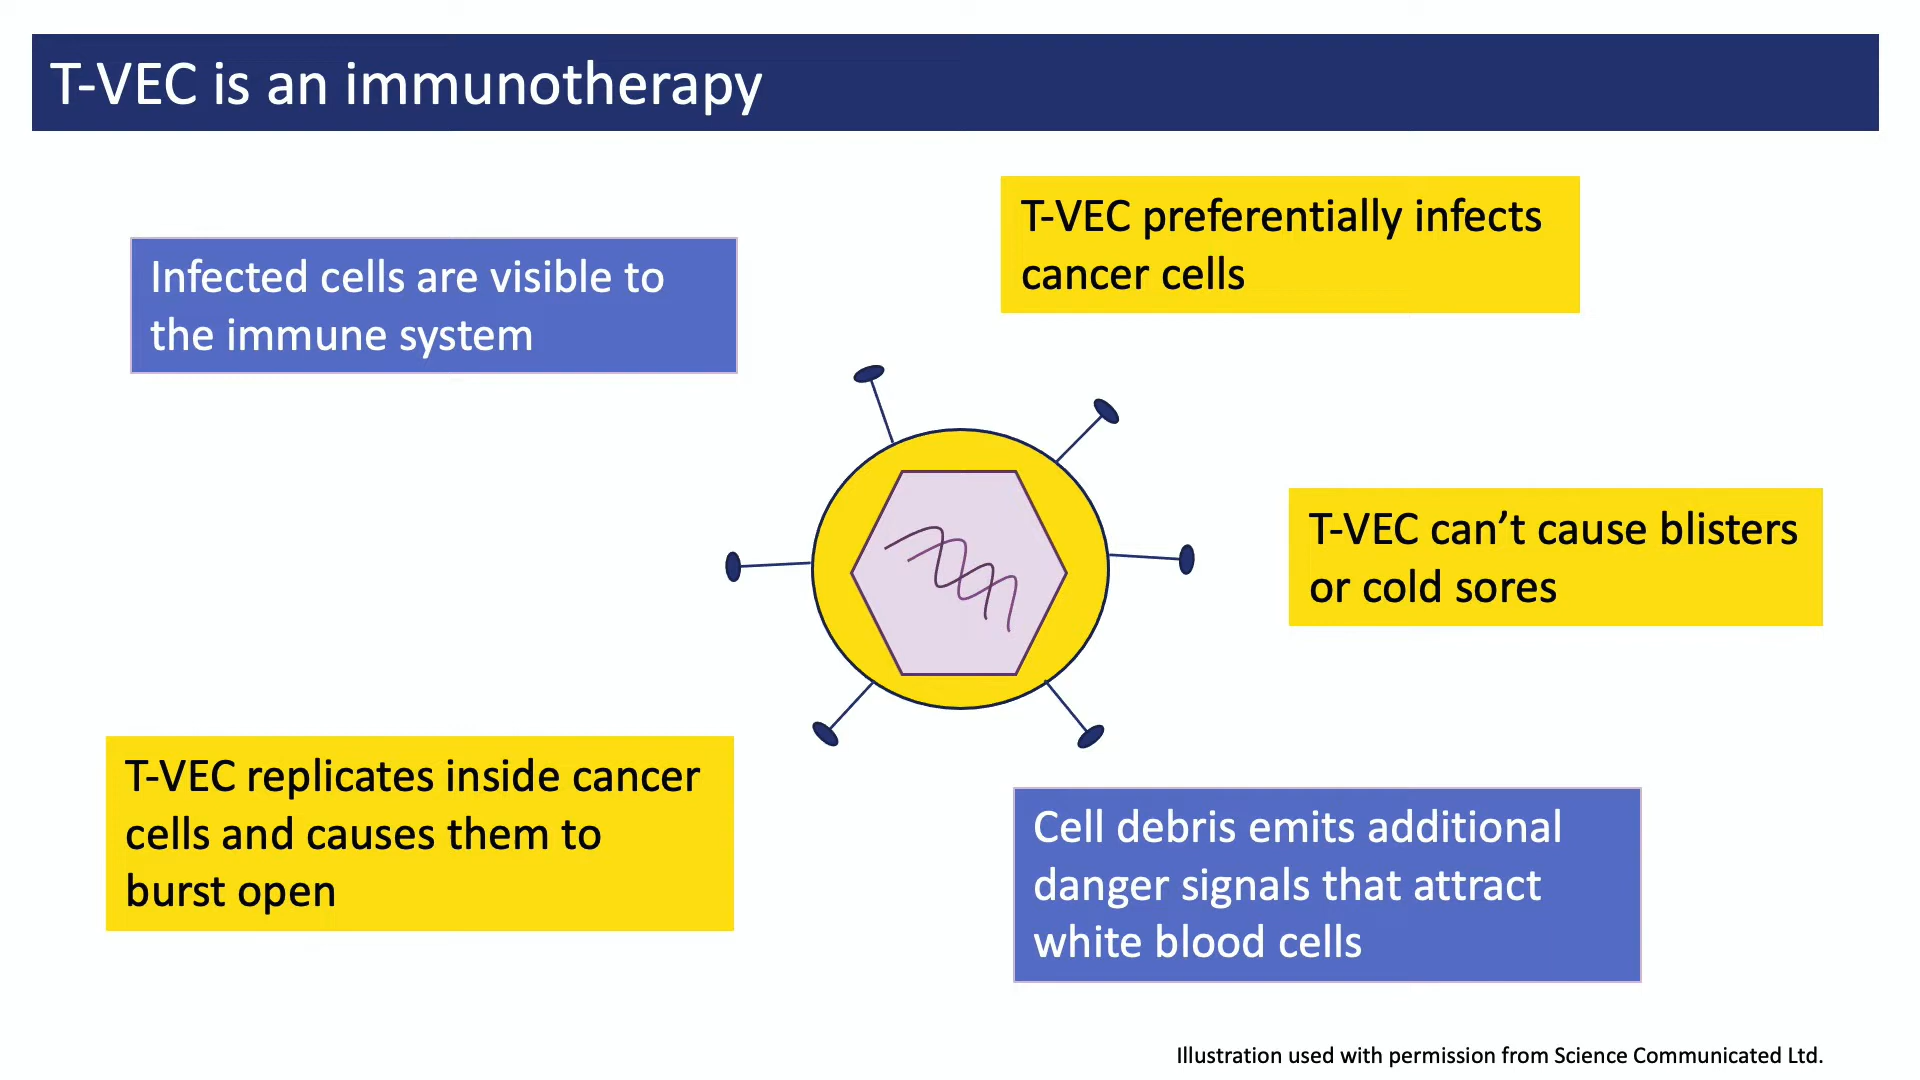 T-VEC is an immunotherapy
Infected cells are visible to
the immune system
T-VEC preferentially infects
cancer cells
T-VEC can’t cause blisters
or cold sores
T-VEC replicates inside cancer
cells and causes them to
burst open
Cell debris emits additional
danger signals that attract
white blood cells
Illustration used with permission from Science Communicated Ltd.